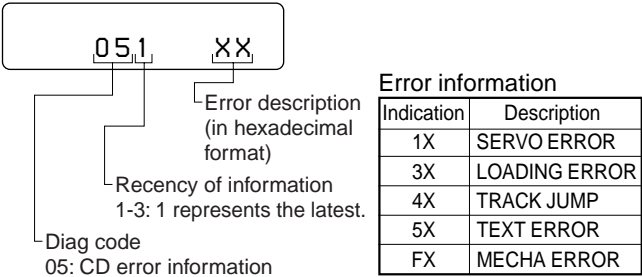 051 XX
Error description
(in hexadecimal
format)
Recency of information
1-3: 1 represents the latest.
Diag code
05: CD error information
Error information
Indication Description
1X SERVO ERROR
3X LOADING ERROR
4X TRACK JUMP
5X TEXT ERROR
FX MECHA ERROR